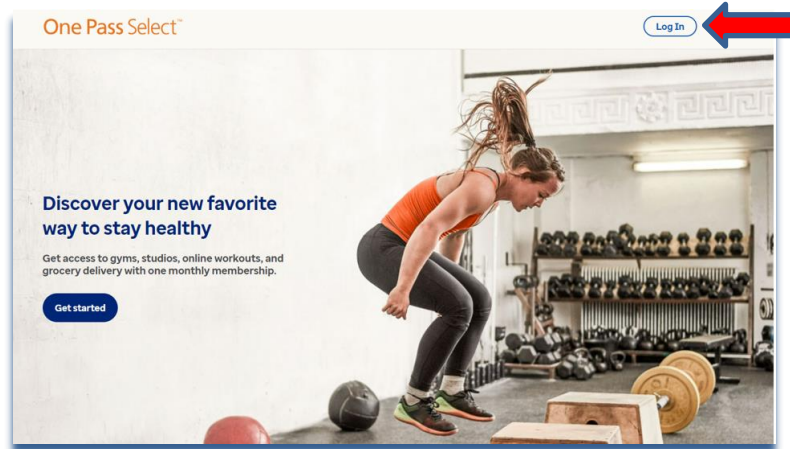 One Pass Select™
Log In
Discover your new favorite
way to stay healthy
Get access to gyms, studios, online workouts, and
grocery delivery with one monthly membership.
Get started